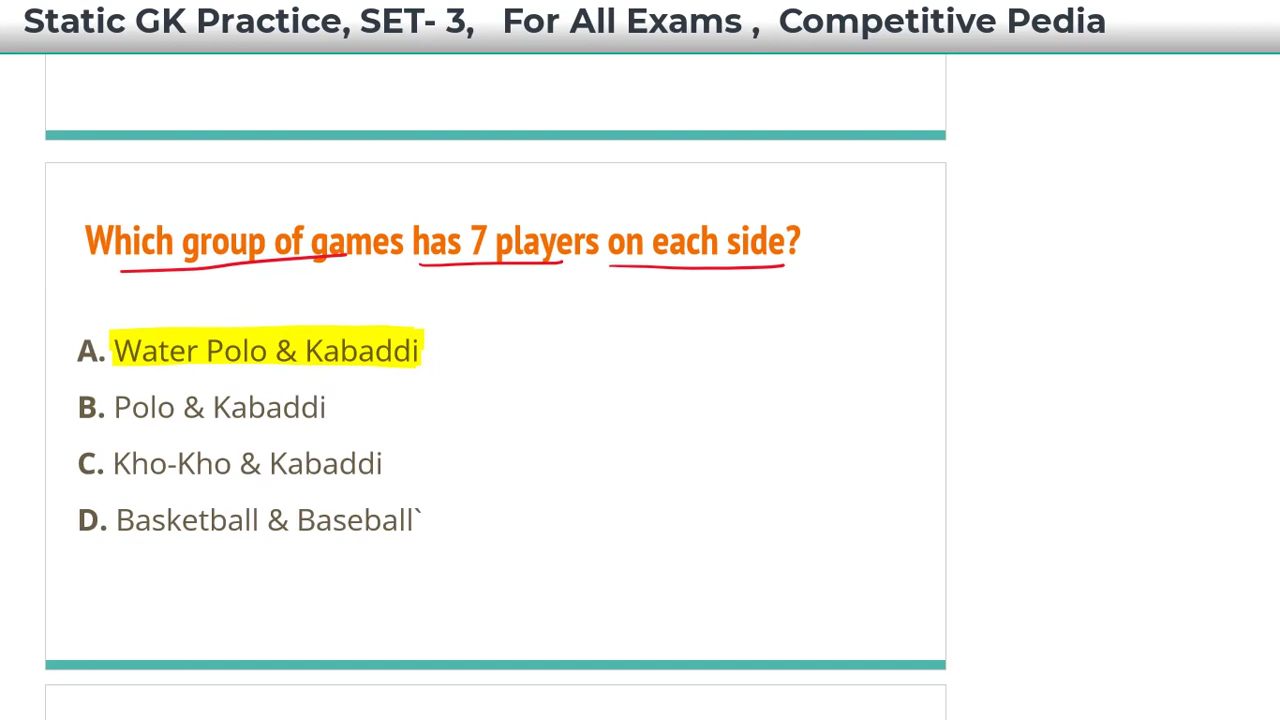 Static GK Practice, SET- 3, For All Exams , Competitive Pedia
Which group of games has 7 players on each side?
A. Water Polo & Kabaddi
B. Polo & Kabaddi
C. Kho-Kho & Kabaddi
D. Basketball & Baseball`